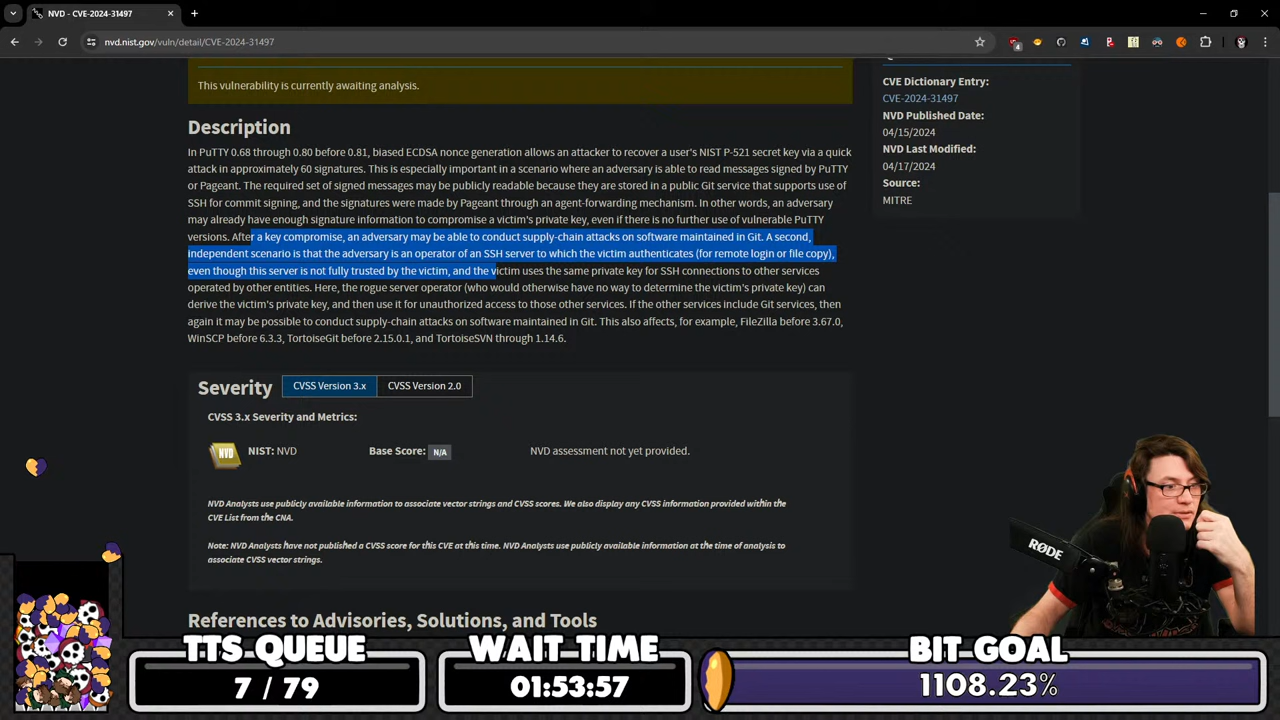 NVD - CVE-2024-31497
nvd.nist.gov/vuln/detail/CVE-2024-31497
4
This vulnerability is currently awaiting analysis.
Description
In PuTTY 0.68 through 0.80 before 0.81, biased ECDSA nonce generation allows an attacker to recover a user's NIST P-521 secret key via a quick
attack in approximately 60 signatures. This is especially important in a scenario where an adversary is able to read messages signed by PuTTY
or Pageant. The required set of signed messages may be publicly readable because they are stored in a public Git service that supports use of
SSH for commit signing, and the signatures were made by Pageant through an agent-forwarding mechanism. In other words, an adversary
may already have enough signature information to compromise a victim's private key, even if there is no further use of vulnerable PuTTY
versions. After a key compromise, an adversary may be able to conduct supply-chain attacks on software maintained in Git. A second,
independent scenario is that the adversary is an operator of an SSH server to which the victim authenticates (for remote login or file copy),
even though this server is not fully trusted by the victim, and the victim uses the same private key for SSH connections to other services
operated by other entities. Here, the rogue server operator (who would otherwise have no way to determine the victim's private key) can
derive the victim's private key, and then use it for unauthorized access to those other services. If the other services include Git services, then
again it may be possible to conduct supply-chain attacks on software maintained in Git. This also affects, for example, FileZilla before 3.67.0,
WinSCP before 6.3.3, TortoiseGit before 2.15.0.1, and TortoiseSVN through 1.14.6.
CVE Dictionary Entry:
CVE-2024-31497
NVD Published Date:
04/15/2024
NVD Last Modified:
04/17/2024
Source:
MITRE
Severity
CVSS Version 3.x
CVSS Version 2.0
CVSS 3.x Severity and Metrics:
NVD
NIST: NVD
Base Score: N/A
NVD assessment not yet provided.
NVD Analysts use publicly available information to associate vector strings and CVSS scores. We also display any CVSS information provided within the
CVE List from the CNA.
Note: NVD Analysts have not published a CVSS score for this CVE at this time. NVD Analysts use publicly available information at the time of analysis to
associate CVSS vector strings.
References to Advisories, Solutions, and Tools
RØDE
TTS QUEUE
7 / 79
WAIT TIME
01:53:57
BIT GOAL
1108.23%